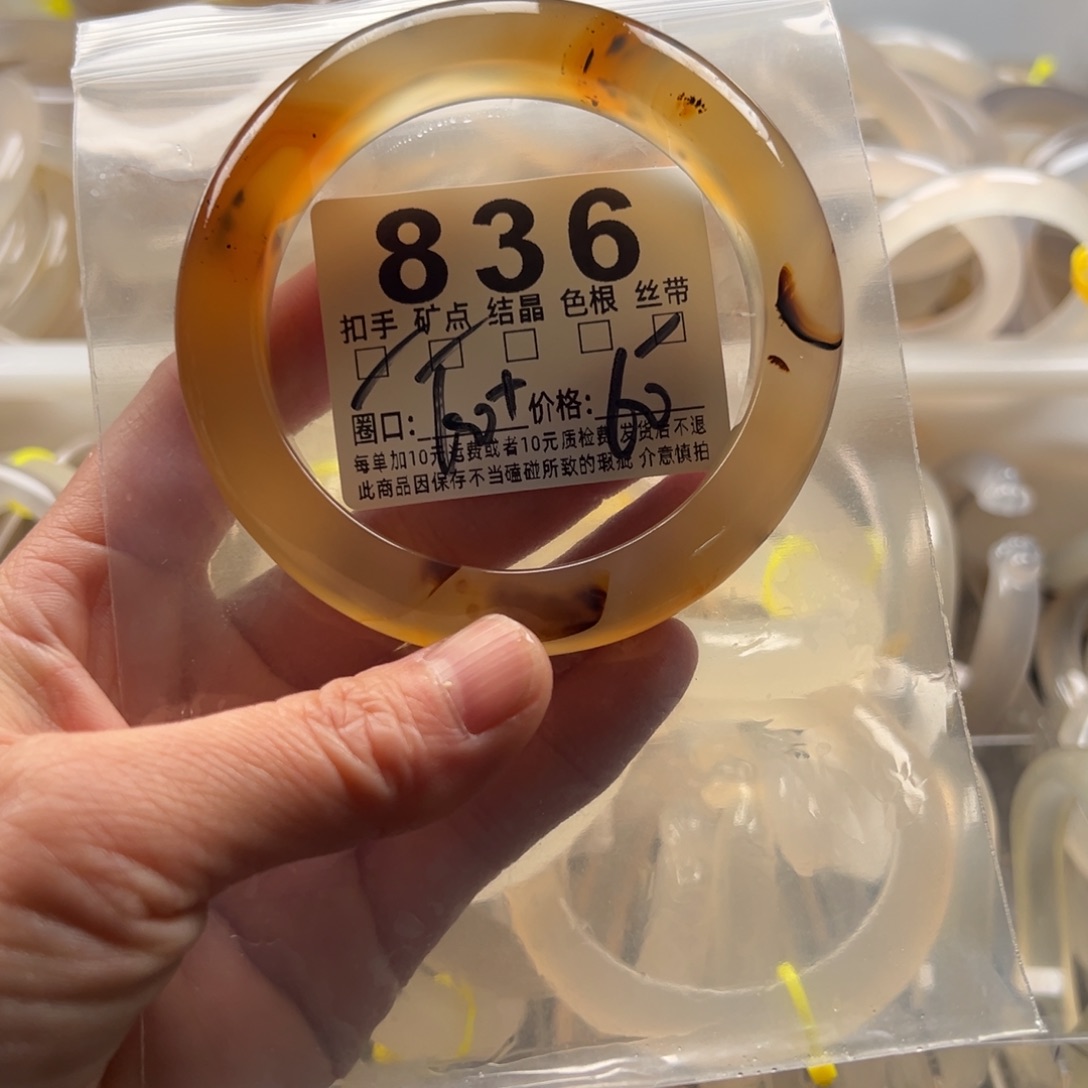 836
扣手 矿点 结晶 色根 丝带
圈口: 60+ 价格: 60
每单加10元运费或者10元质检费 发货后不退
此商品因保存不当磕碰所致的瑕疵 介意慎拍